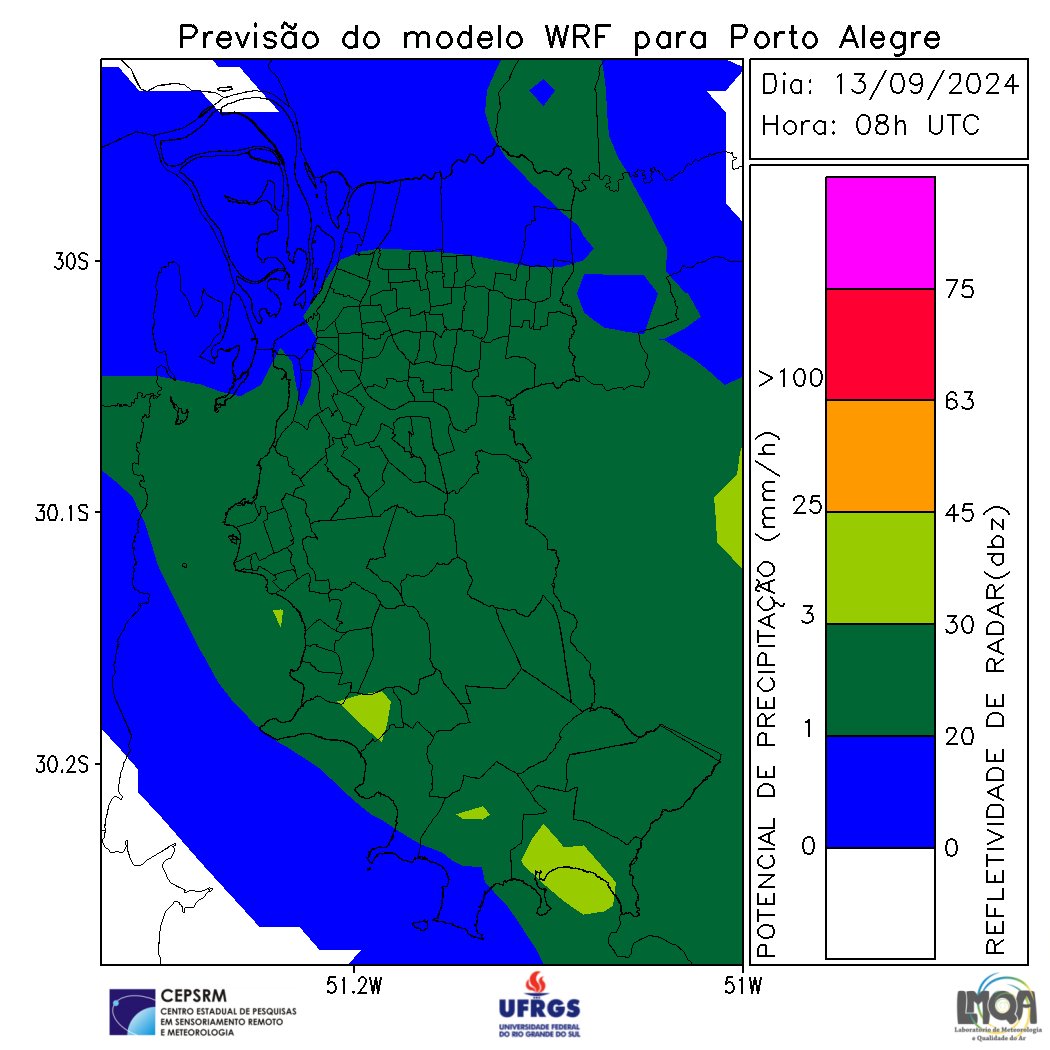 Previsão do modelo WRF para Porto Alegre
Dia: 13/09/2024
Hora: 08h UTC
30S
30.1S
30.2S
51.2W
51W
POTENCIAL DE PRECIPITAÇÃO (mm/h)
>100
25
3
1
0
75
63
45
30
20
0
REFLETIVIDADE DE RADAR(dbz)
CEPSRM
CENTRO ESTADUAL DE PESQUISAS
EM SENSORIAMENTO REMOTO
E METEOROLOGIA
UFRGS
UNIVERSIDADE FEDERAL
DO RIO GRANDE DO SUL
LMQA
Laboratório de Meteorologia
e Qualidade do Ar